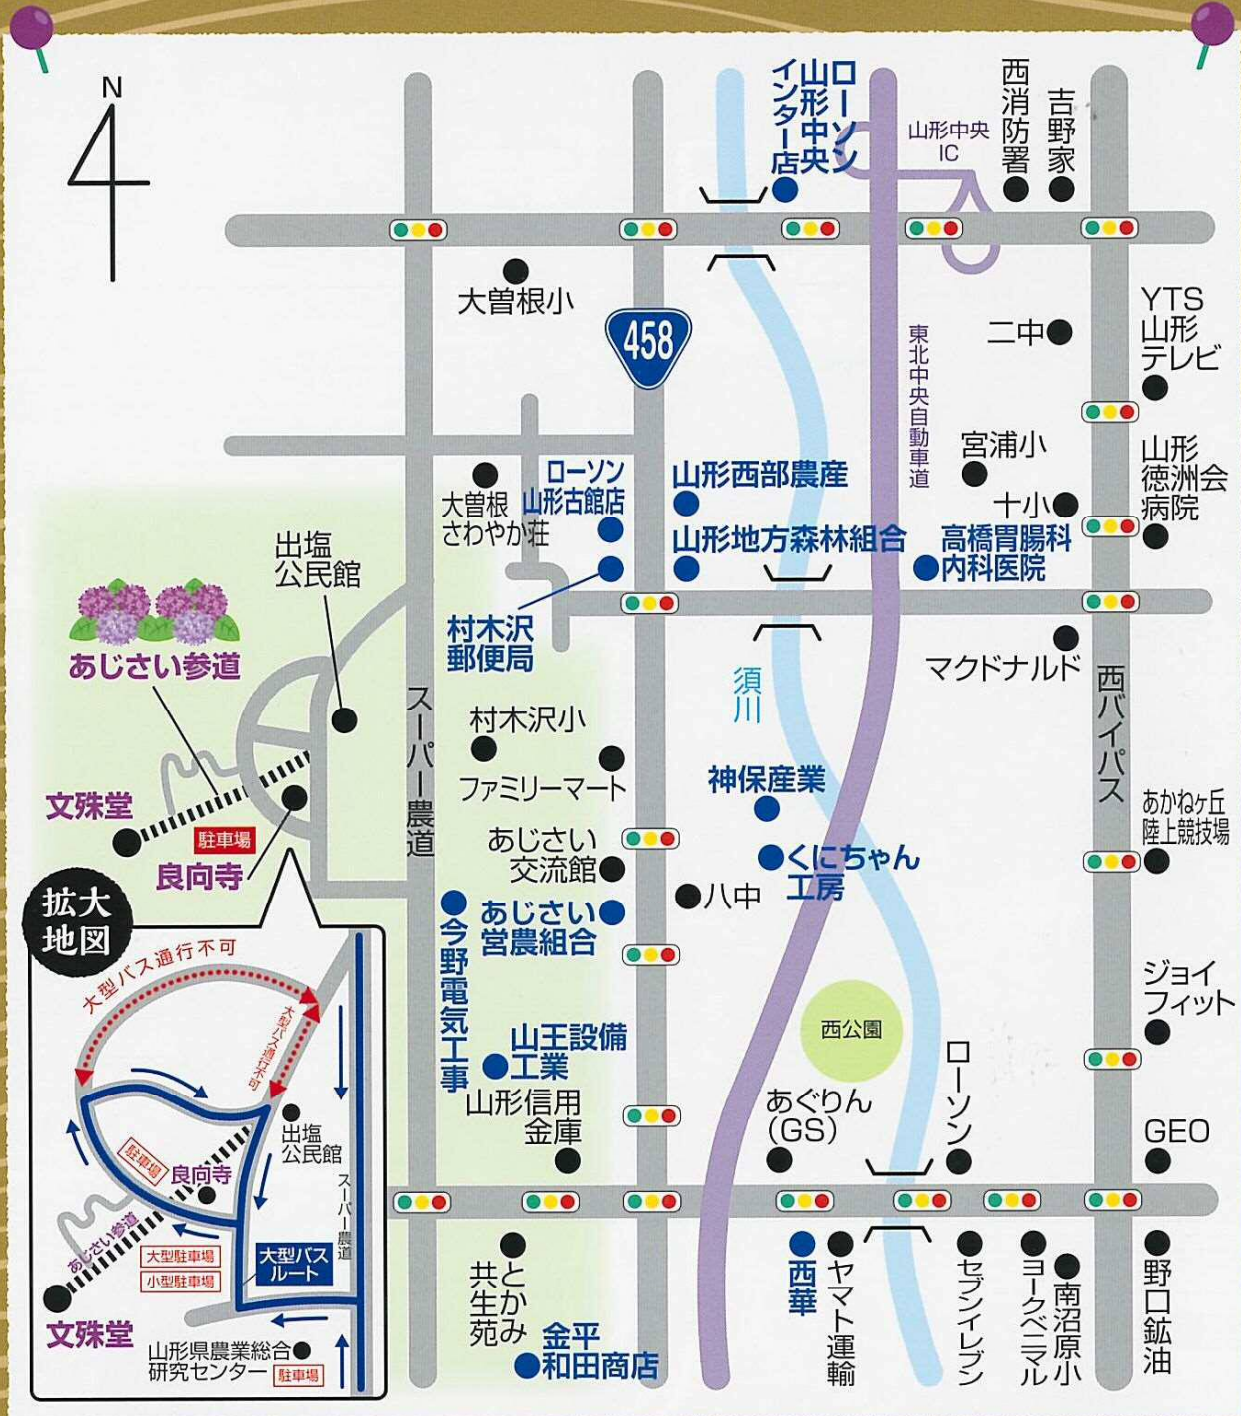 N
ローソン
山形中央
インター店
山形中央
IC
西消防署
吉野家
大曽根小
458
東北中央自動車道
二中
YTS
山形
テレビ
宮浦小
十小
山形
徳洲会
病院
大曽根
さわやか荘
ローソン
山形古館店
山形西部農産
山形地方森林組合
高橋胃腸科
内科医院
出塩
公民館
あじさい参道
村木沢
郵便局
マクドナルド
須川
西バイパス
スーパー農道
村木沢小
ファミリーマート
神保産業
文殊堂
駐車場
良向寺
あじさい
交流館
くにちゃん
工房
八中
あかねヶ丘
陸上競技場
あじさい
営農組合
今野電気工事
山王設備
工業
西公園
ジョイ
フィット
山形信用
金庫
あぐりん
(GS)
ローソン
GEO
とかみ
共生苑
金平
和田商店
西華
ヤマト運輸
セブンイレブン
ヨークベニマル
南沼原小
野口鉱油
拡大
地図
大型バス通行不可
大型バス通行不可
出塩
公民館
駐車場
良向寺
スーパー農道
あじさい参道
大型駐車場
小型駐車場
大型バス
ルート
文殊堂
山形県農業総合
研究センター
駐車場